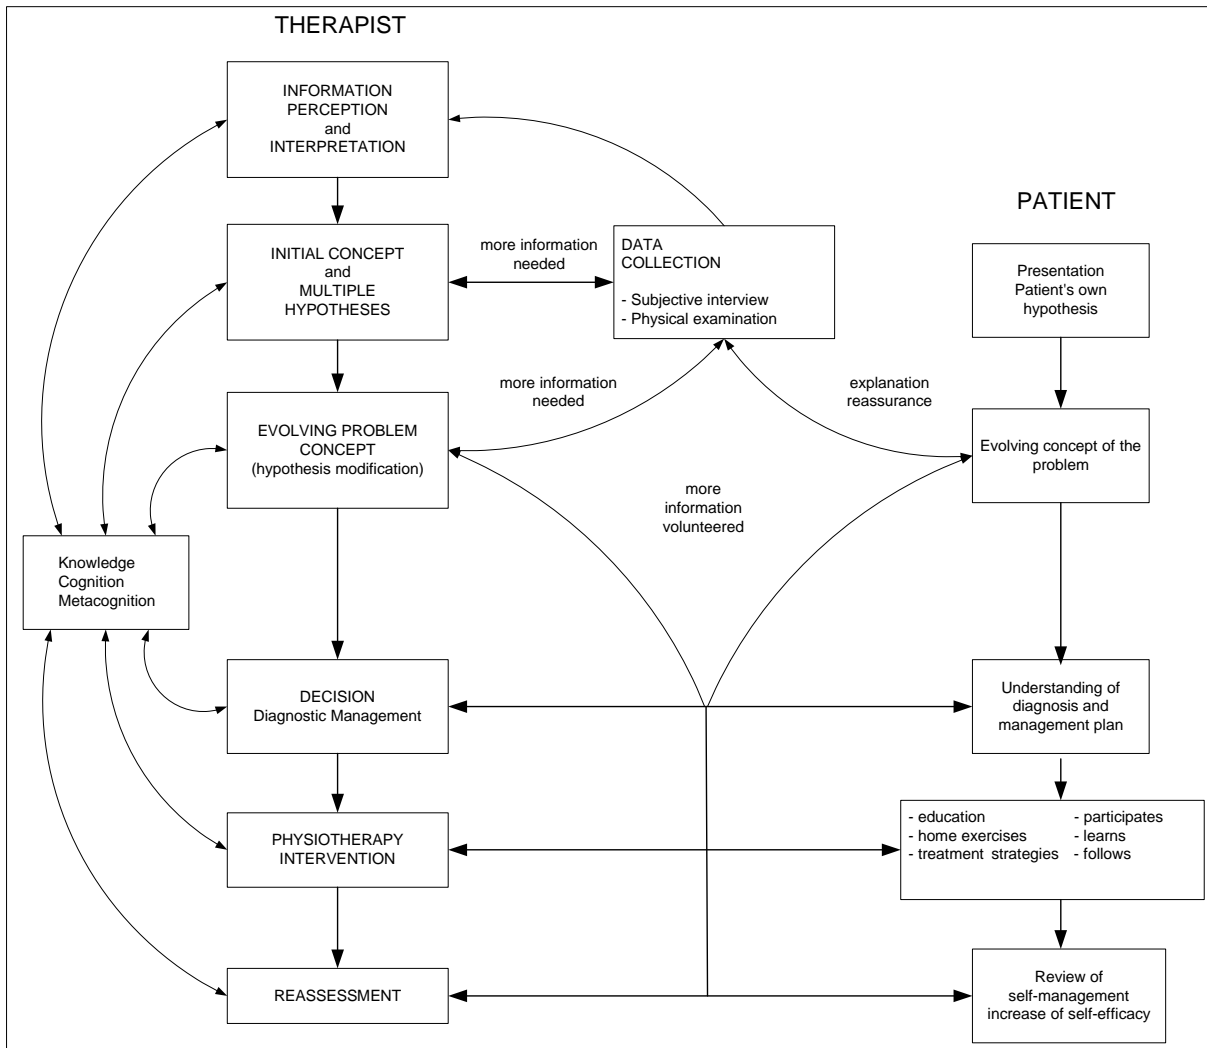 THERAPIST
INFORMATION
PERCEPTION
and
INTERPRETATION
PATIENT
INITIAL CONCEPT
and
MULTIPLE
HYPOTHESES
more information
needed
DATA
COLLECTION
- Subjective interview
- Physical examination
Presentation
Patient's own
hypothesis
more information
needed
explanation
reassurance
EVOLVING PROBLEM
CONCEPT
(hypothesis modification)
Evolving concept of the
problem
more
information
volunteered
Knowledge
Cognition
Metacognition
DECISION
Diagnostic Management
Understanding of
diagnosis and
management plan
PHYSIOTHERAPY
INTERVENTION
- education
- home exercises
- treatment strategies
- participates
- learns
- follows
REASSESSMENT
Review of
self-management
increase of self-efficacy